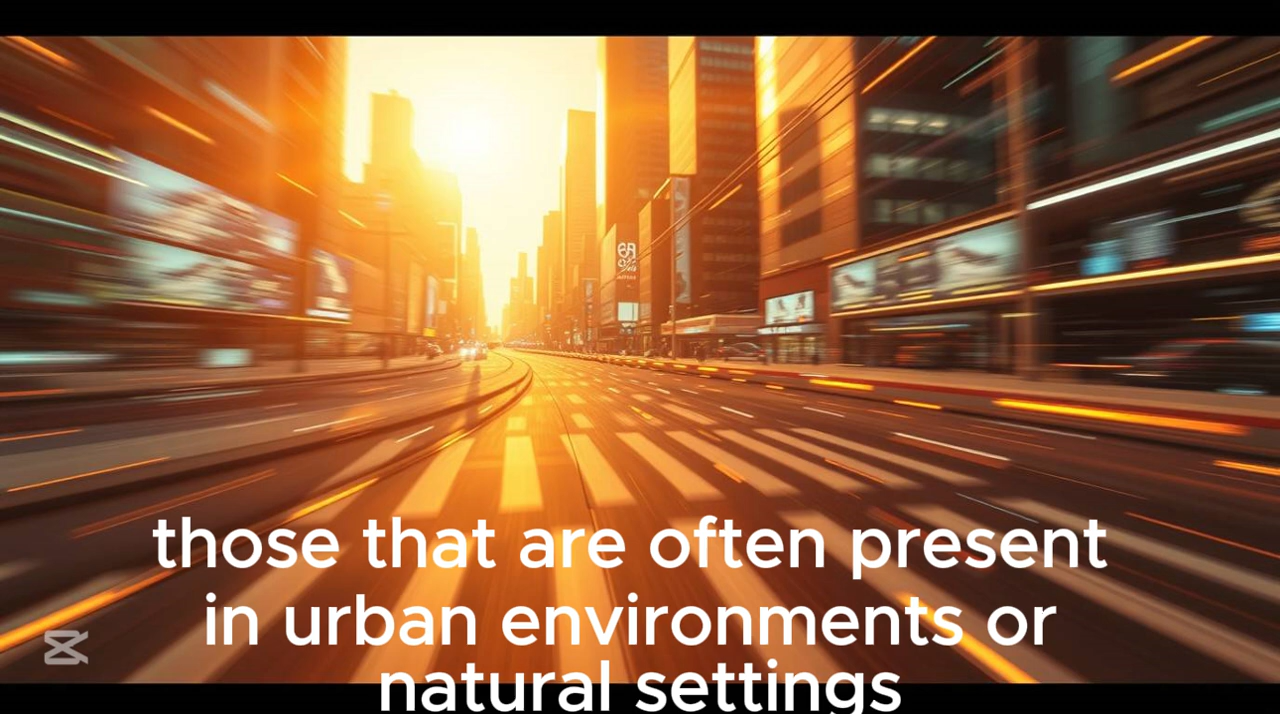 those that are often present
in urban environments or
natural settings